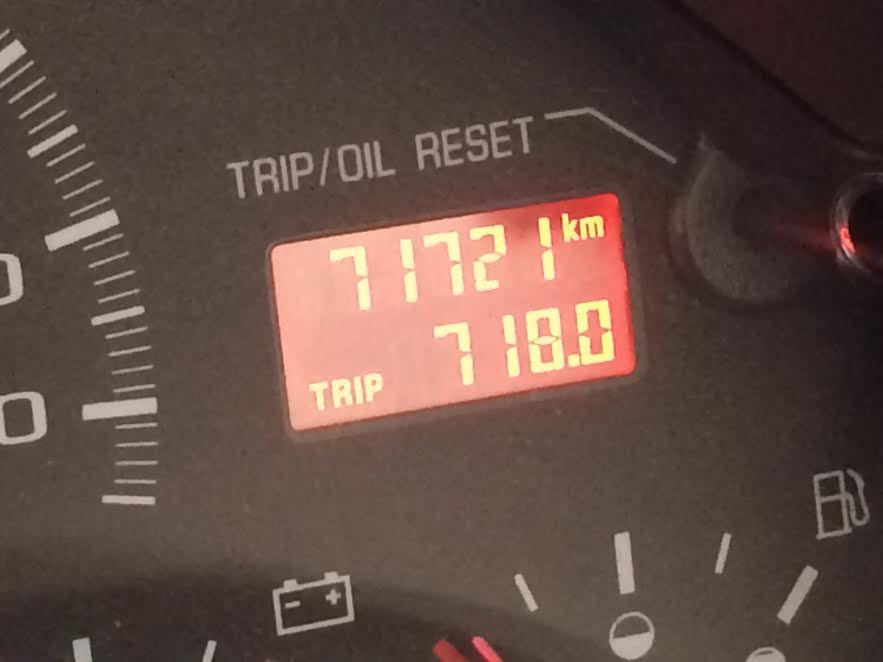 TRIP/OIL RESET
71721 km
TRIP 718.0